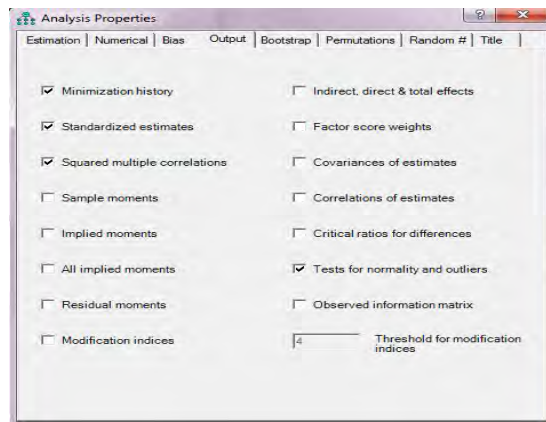 Analysis Properties
Estimation Numerical Bias Output Bootstrap Permutations Random # Title
Minimization history
Indirect, direct & total effects
Standardized estimates
Factor score weights
Squared multiple correlations
Covariances of estimates
Sample moments
Correlations of estimates
Implied moments
Critical ratios for differences
All implied moments
Tests for normality and outliers
Residual moments
Observed information matrix
Modification indices
4
Threshold for modification
indices